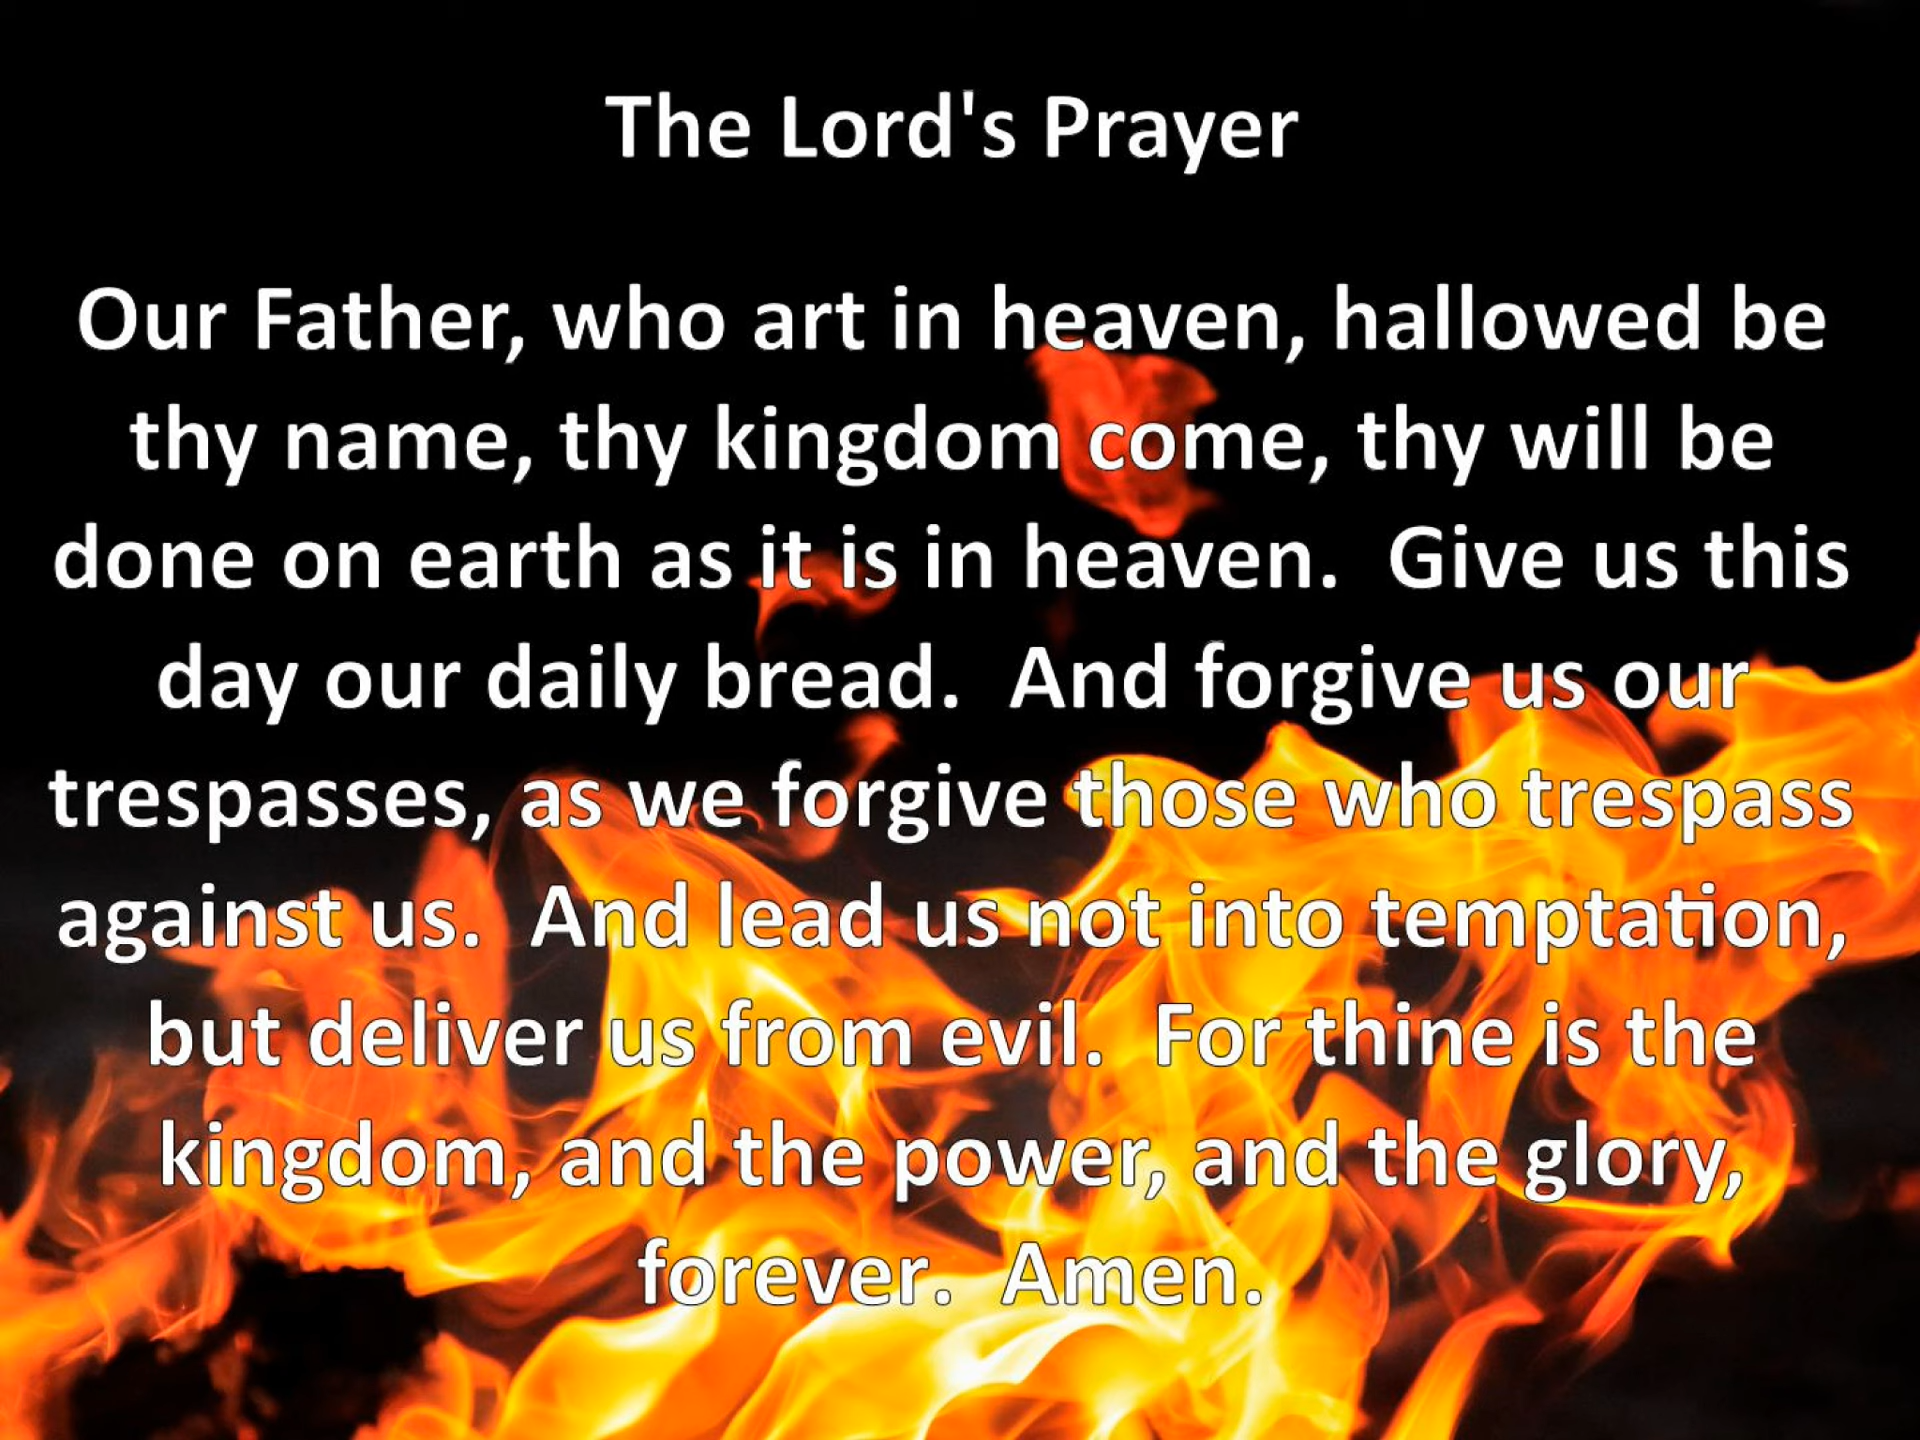 The Lord's Prayer
Our Father, who art in heaven, hallowed be
thy name, thy kingdom come, thy will be
done on earth as it is in heaven.  Give us this
day our daily bread.  And forgive us our
trespasses, as we forgive those who trespass
against us.  And lead us not into temptation,
but deliver us from evil.  For thine is the
kingdom, and the power, and the glory,
forever.  Amen.